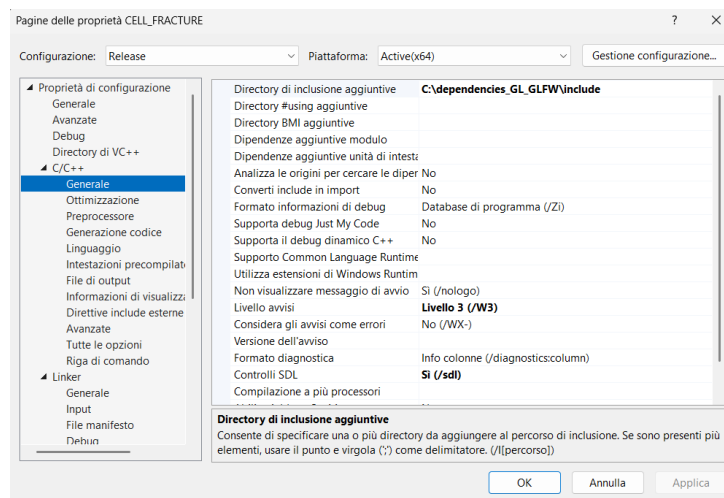 Pagine delle proprietà CELL_FRACTURE
?
Configurazione: Release Piattaforma: Active(x64) Gestione configurazione...
Proprietà di configurazione
Generale
Avanzate
Debug
Directory di VC++
C/C++
Generale
Ottimizzazione
Preprocessore
Generazione codice
Linguaggio
Intestazioni precompilate
File di output
Informazioni di visualizza
Direttive include esterne
Avanzate
Tutte le opzioni
Riga di comando
Linker
Generale
Input
File manifesto
Debug
Directory di inclusione aggiuntive C:\dependencies_GL_GLFW\include
Directory #using aggiuntive
Directory BMI aggiuntive
Dipendenze aggiuntive modulo
Dipendenze aggiuntive unità di intesta
Analizza le origini per cercare le diper No
Converti include in import No
Formato informazioni di debug Database di programma (/Zi)
Supporta debug Just My Code No
Supporta il debug dinamico C++ No
Supporto Common Language Runtime
Utilizza estensioni di Windows Runtim
Non visualizzare messaggio di avvio Sì (/nologo)
Livello avvisi Livello 3 (/W3)
Considera gli avvisi come errori No (/WX-)
Versione dell'avviso
Formato diagnostica Info colonne (/diagnostics:column)
Controlli SDL Sì (/sdl)
Compilazione a più processori
Directory di inclusione aggiuntive
Consente di specificare una o più directory da aggiungere al percorso di inclusione. Se sono presenti più
elementi, usare il punto e virgola (';') come delimitatore. (/I[percorso])
OK Annulla Applica